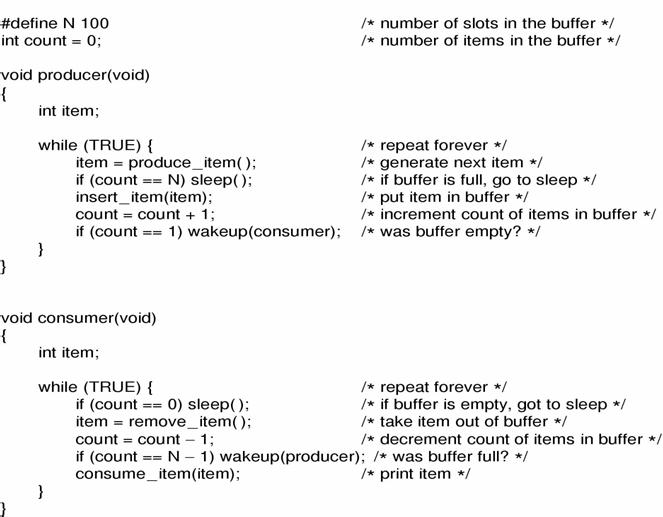 #define N 100 /* number of slots in the buffer */
int count = 0; /* number of items in the buffer */
void producer(void)
{
int item;
while (TRUE) { /* repeat forever */
item = produce_item( ); /* generate next item */
if (count == N) sleep( ); /* if buffer is full, go to sleep */
insert_item(item); /* put item in buffer */
count = count + 1; /* increment count of items in buffer */
if (count == 1) wakeup(consumer); /* was buffer empty? */
}
}
void consumer(void)
{
int item;
while (TRUE) { /* repeat forever */
if (count == 0) sleep( ); /* if buffer is empty, got to sleep */
item = remove_item( ); /* take item out of buffer */
count = count − 1; /* decrement count of items in buffer */
if (count == N − 1) wakeup(producer); /* was buffer full? */
consume_item(item); /* print item */
}
}